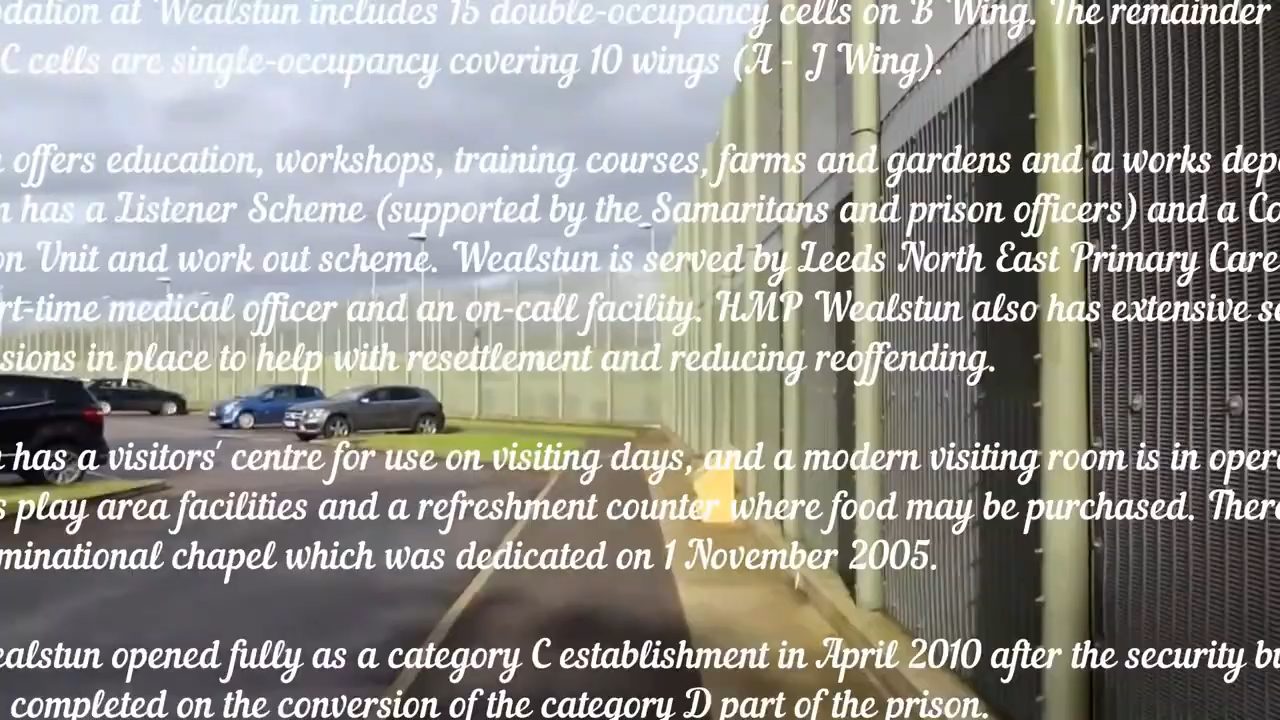 dation at Wealstun includes 15 double-occupancy cells on B Wing. The remainder
C cells are single-occupancy covering 10 wings (A - J Wing).
offers education, workshops, training courses, farms and gardens and a works dep
n has a Listener Scheme (supported by the Samaritans and prison officers) and a Co
on Unit and work out scheme. Wealstun is served by Leeds North East Primary Care
rt-time medical officer and an on-call facility. HMP Wealstun also has extensive se
sions in place to help with resettlement and reducing reoffending.
has a visitors' centre for use on visiting days, and a modern visiting room is in oper
s play area facilities and a refreshment counter where food may be purchased. Ther
minational chapel which was dedicated on 1 November 2005.
ealstun opened fully as a category C establishment in April 2010 after the security bu
completed on the conversion of the category D part of the prison.